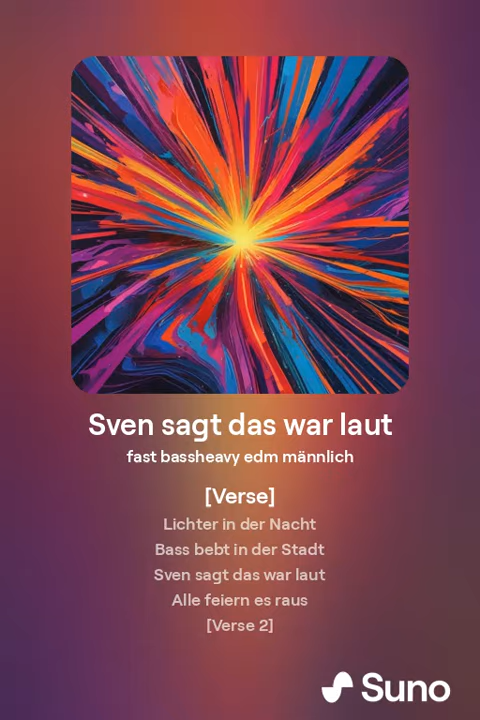 Sven sagt das war laut
fast bassheavy edm männlich
[Verse]
Lichter in der Nacht
Bass bebt in der Stadt
Sven sagt das war laut
Alle feiern es raus
[Verse 2]
Suno